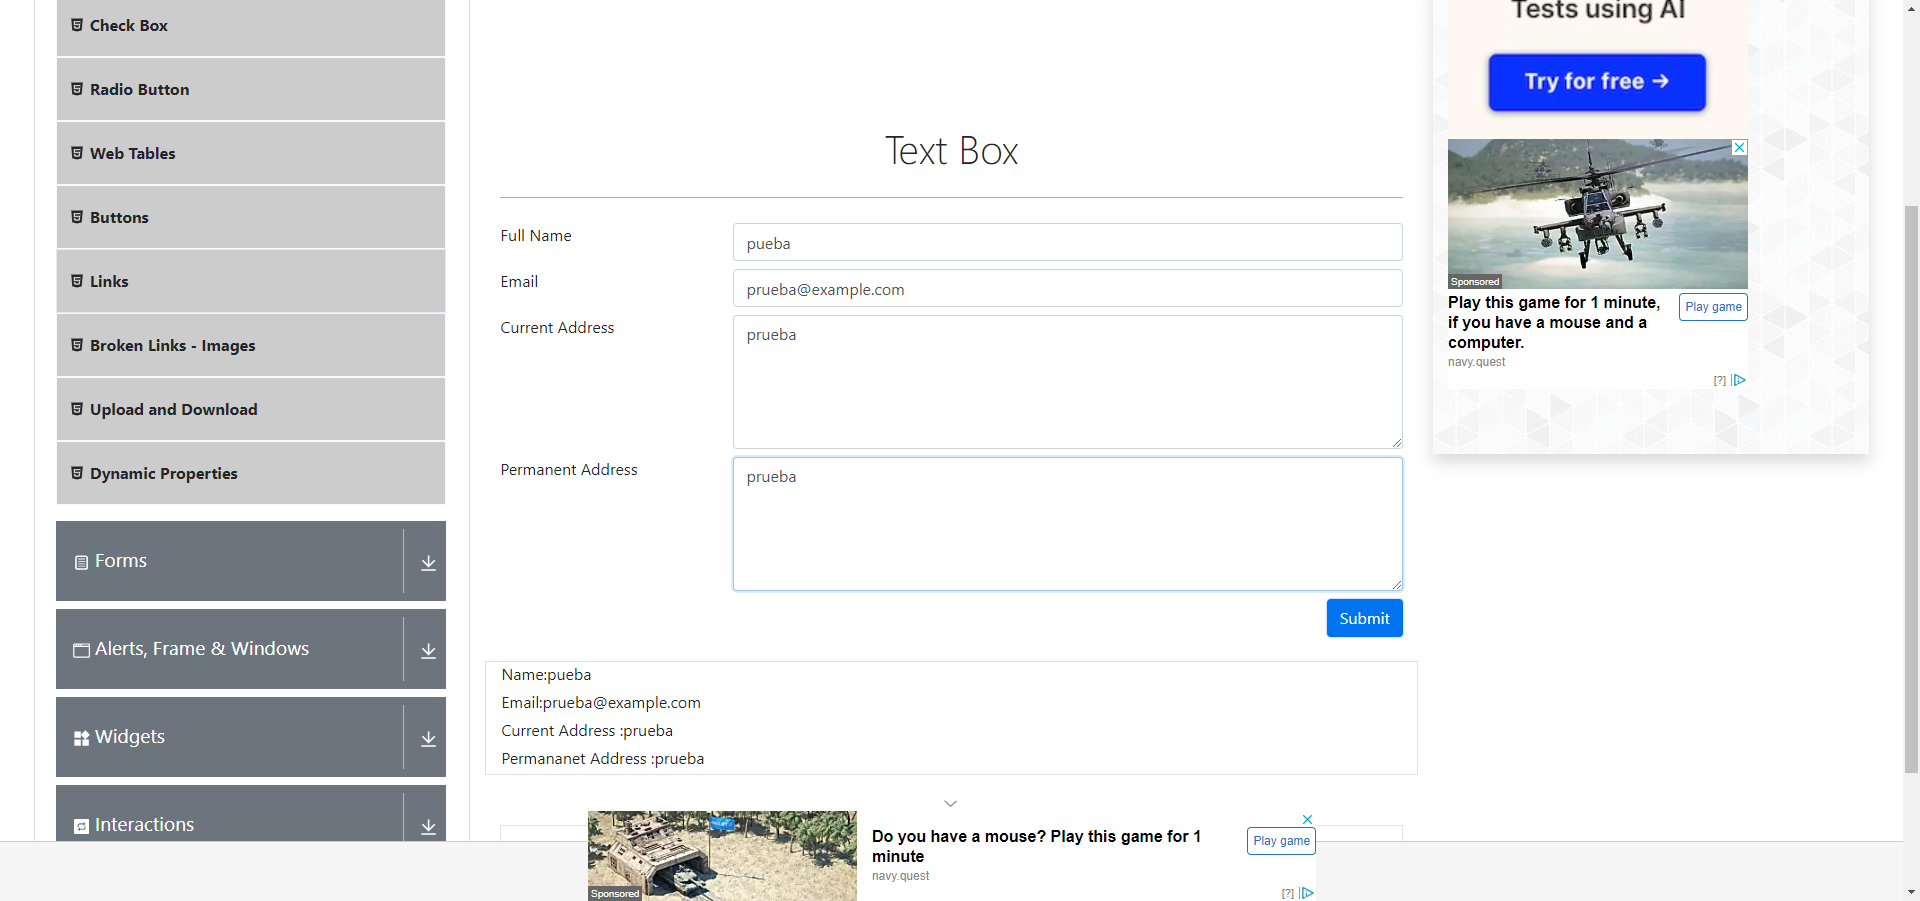 Check Box
Radio Button
Web Tables
Buttons
Links
Broken Links - Images
Upload and Download
Dynamic Properties
Forms
Alerts, Frame & Windows
Widgets
Interactions
Text Box
Full Name
pueba
Email
prueba@example.com
Current Address
prueba
Permanent Address
prueba
Submit
Name:pueba
Email:prueba@example.com
Current Address :prueba
Permananet Address :prueba
Tests using AI
Try for free →
Sponsored
Play this game for 1 minute,
if you have a mouse and a
computer.
Play game
navy.quest
[?]
Sponsored
Do you have a mouse? Play this game for 1
minute
navy.quest
Play game
[?]